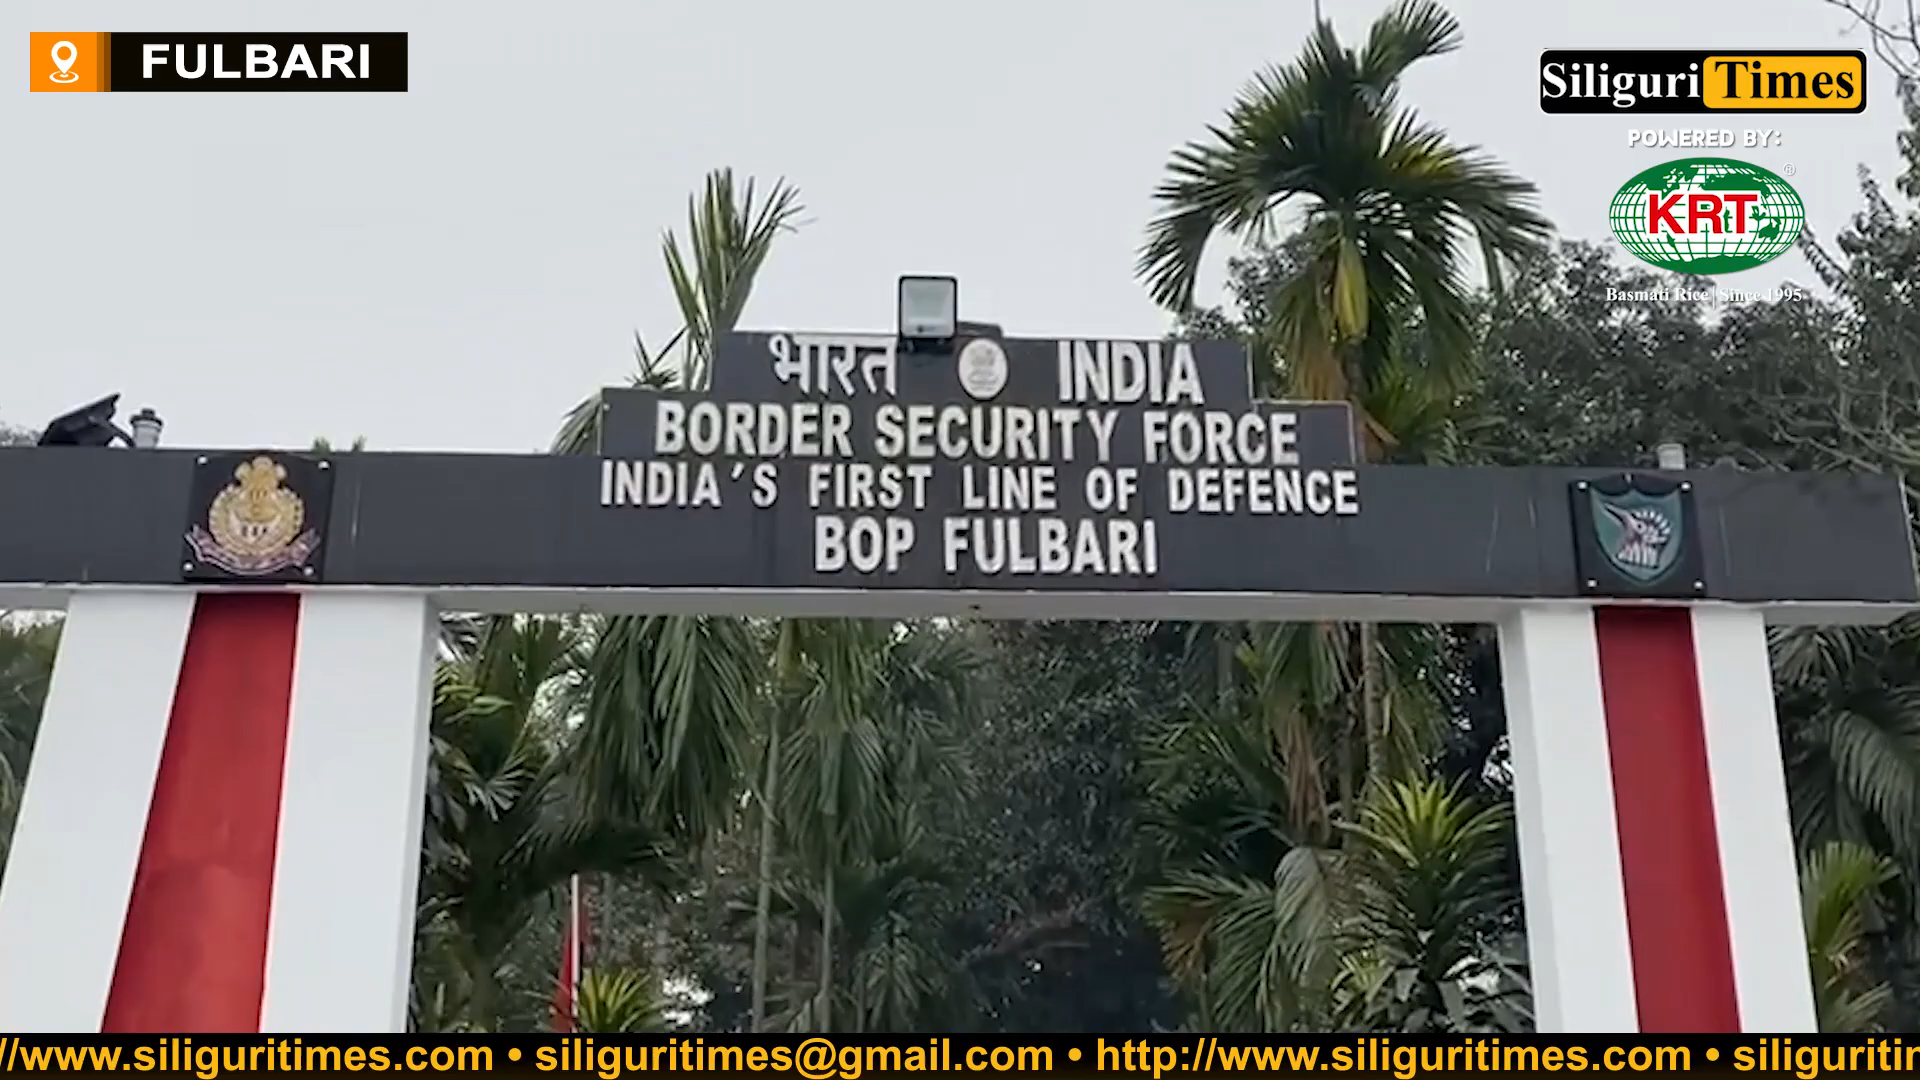 FULBARI
Siliguri Times
POWERED BY:
KRT
®
Basmati Rice | Since 1995
भारत INDIA
BORDER SECURITY FORCE
INDIA'S FIRST LINE OF DEFENCE
BOP FULBARI
//www.siliguritimes.com • siliguritimes@gmail.com • http://www.siliguritimes.com • siliguritin